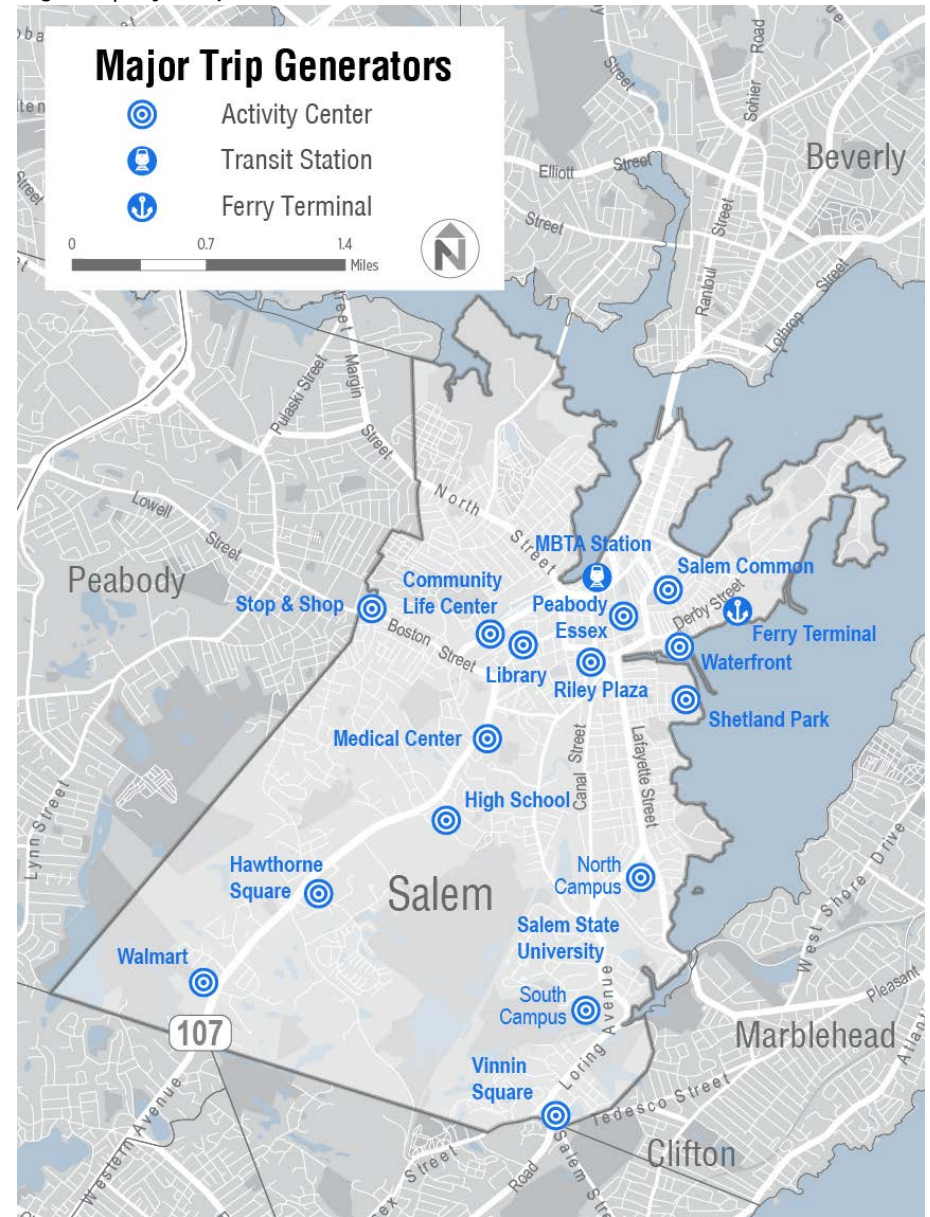 Major Trip Generators
Activity Center
Transit Station
Ferry Terminal
0
0.7
1.4
Miles
N
Beverly
Sohier Road
Elliott Street
Street
Street
Rantoul Street
Lothrop Street
Street
Margin
Street
Pulaski Street
Lowell
Street
North
Street
Peabody
MBTA Station
Salem Common
Community
Life Center
Stop & Shop
Peabody
Essex
Derby Street
Ferry Terminal
Boston Street
Library
Riley Plaza
Waterfront
Shetland Park
Medical Center
Canal Street
Lafayette Street
High School
Lynn Street
Hawthorne
Square
Salem
North
Campus
West Shore Drive
Salem State
University
Walmart
South
Campus
Loring Avenue
Pleasant
107
Marblehead
Vinnin
Square
Tedesco Street
Clifton
Western Avenue
Street
Road
Salem Street